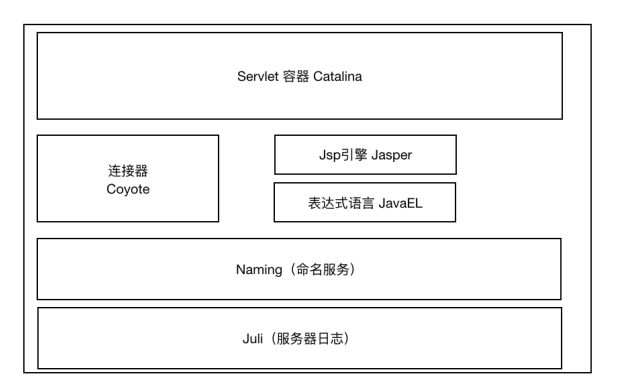 Servlet 容器 Catalina
连接器
Coyote
Jsp引擎 Jasper
表达式语言 JavaEL
Naming（命名服务）
Juli（服务器日志）